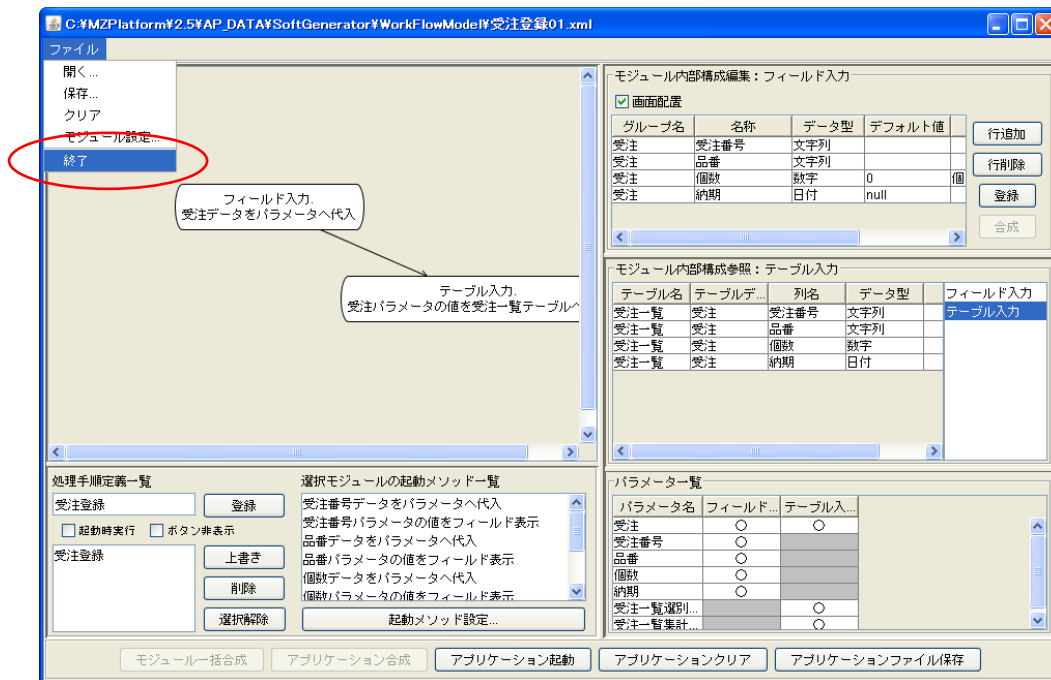 C:¥MZPlatform¥2.5¥AP_DATA¥SoftGenerator¥WorkFlowModel¥受注登録01.xml
ファイル
開く...
保存...
クリア
モジュール設定...
終了
フィールド入力.
受注データをパラメータへ代入
テーブル入力.
受注パラメータの値を受注一覧テーブルへ
モジュール内部構成編集：フィールド入力
画面配置
グループ名 名称 データ型 デフォルト値
受注 受注番号 文字列
受注 品番 文字列
受注 個数 数字 0 個
受注 納期 日付 null
行追加
行削除
登録
合成
モジュール内部構成参照：テーブル入力
テーブル名 テーブルデ... 列名 データ型
受注一覧 受注 受注番号 文字列
受注一覧 受注 品番 文字列
受注一覧 受注 個数 数字
受注一覧 受注 納期 日付
フィールド入力
テーブル入力
処理手順定義一覧
受注登録
登録
起動時実行 ボタン非表示
受注登録
上書き
削除
選択解除
選択モジュールの起動メソッド一覧
受注番号データをパラメータへ代入
受注番号パラメータの値をフィールド表示
品番データをパラメータへ代入
品番パラメータの値をフィールド表示
個数データをパラメータへ代入
個数パラメータの値をフィールド表示
起動メソッド設定...
パラメーター覧
パラメータ名 フィールド... テーブル入...
受注 ○ ○
受注番号 ○
品番 ○
個数 ○
納期 ○
受注一覧選別... ○
受注一覧集計... ○
モジュール一括合成 アプリケーション合成 アプリケーション起動 アプリケーションクリア アプリケーションファイル保存